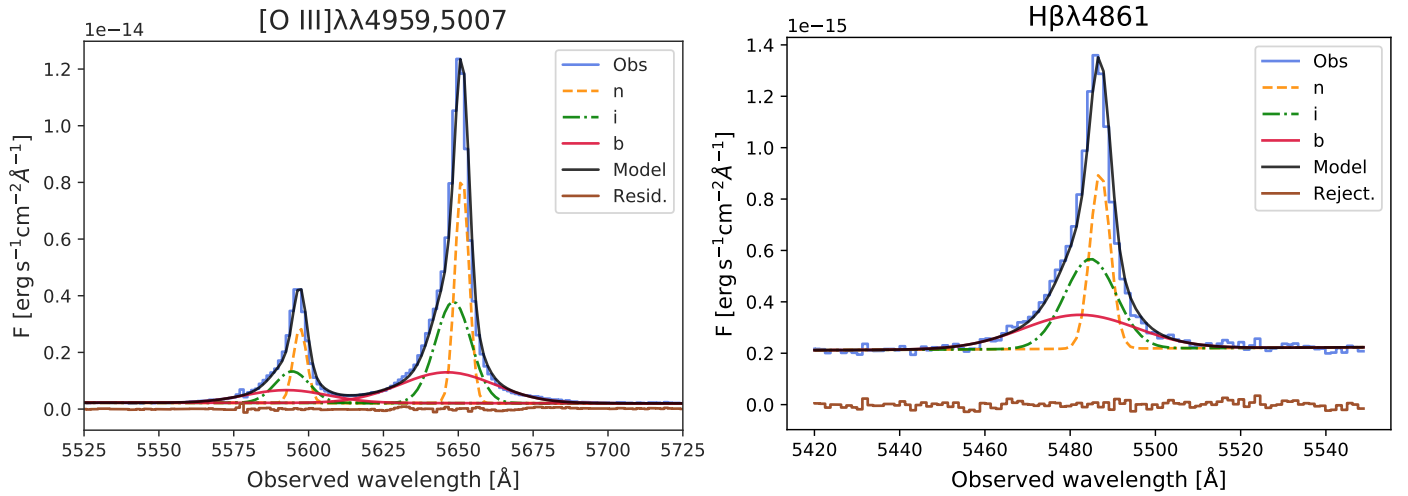 [O III]λλ4959,5007
1e−14
Obs
n
i
b
Model
Resid.
1.2
1.0
0.8
0.6
0.4
0.2
0.0
F [erg s⁻¹cm⁻²Å⁻¹]
5525 5550 5575 5600 5625 5650 5675 5700 5725
Observed wavelength [Å]
Hβλ4861
1e−15
Obs
n
i
b
Model
Reject.
1.4
1.2
1.0
0.8
0.6
0.4
0.2
0.0
F [erg s⁻¹cm⁻²Å⁻¹]
5420 5440 5460 5480 5500 5520 5540
Observed wavelength [Å]